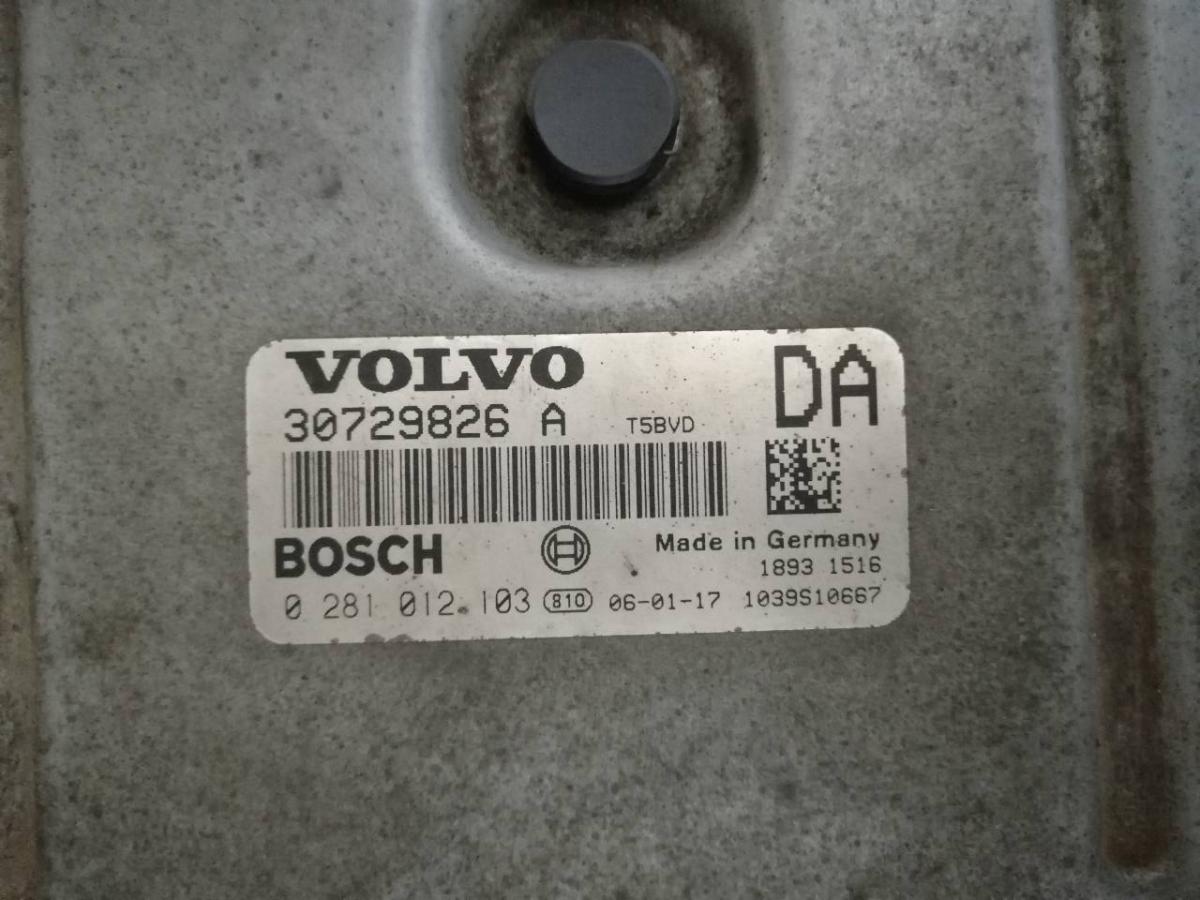 VOLVO
DA
30729826 A T5BVD
BOSCH Made in Germany
1893 1516
0 281 012 103 810 06-01-17 1039S10667